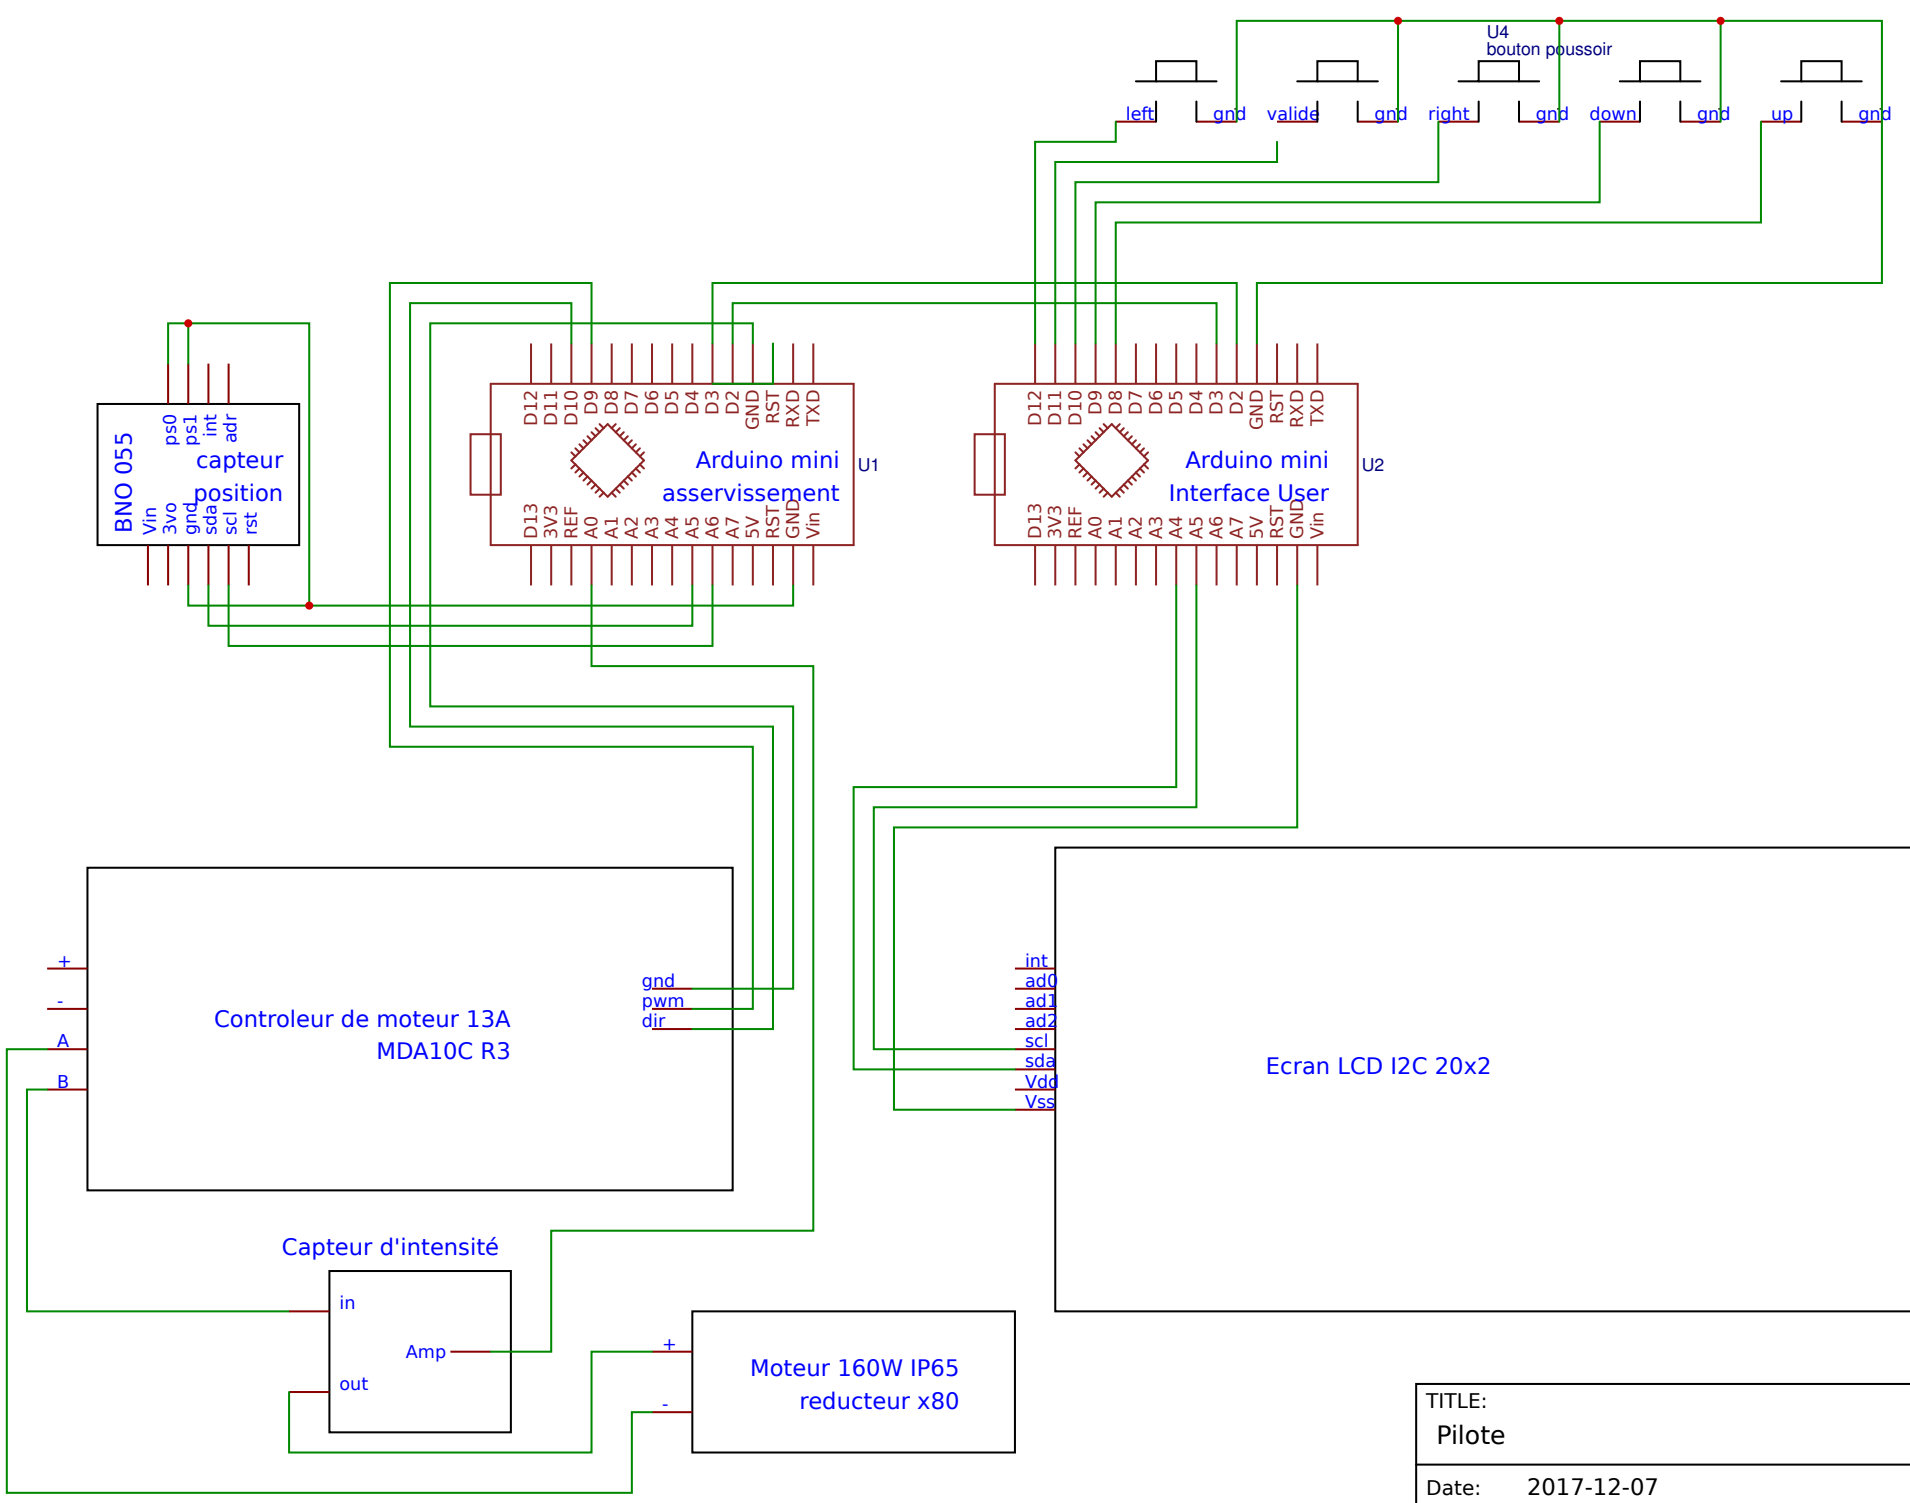 U4
bouton poussoir
left
gnd
valide
gnd
right
gnd
down
gnd
up
gnd
ps0
ps1
int
adr
BNO 055
capteur
position
Vin
3vo
gnd
sda
scl
rst
D12
D11
D10
D9
D8
D7
D6
D5
D4
D3
D2
GND
RST
RXD
TXD
Arduino mini
asservissement
U1
D13
3V3
REF
A0
A1
A2
A3
A4
A5
A6
A7
5V
RST
GND
Vin
D12
D11
D10
D9
D8
D7
D6
D5
D4
D3
D2
GND
RST
RXD
TXD
Arduino mini
Interface User
U2
D13
3V3
REF
A0
A1
A2
A3
A4
A5
A6
A7
5V
RST
GND
Vin
+
-
A
B
Controleur de moteur 13A
MDA10C R3
gnd
pwm
dir
int
ad0
ad1
ad2
scl
sda
Vdd
Vss
Ecran LCD I2C 20x2
Capteur d'intensité
in
Amp
out
+
-
Moteur 160W IP65
reducteur x80
TITLE:
Pilote
Date: 2017-12-07